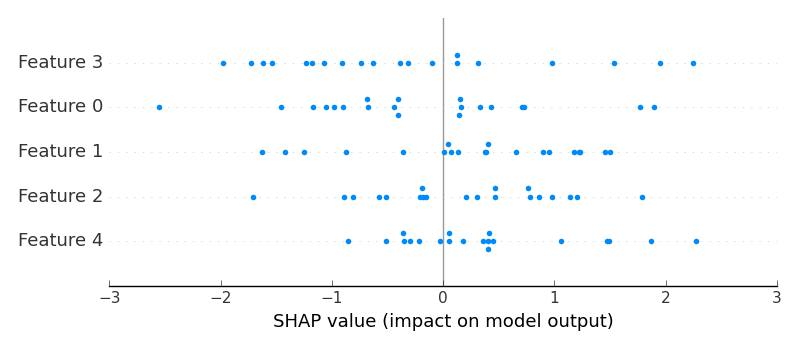 Feature 3
Feature 0
Feature 1
Feature 2
Feature 4
−3 −2 −1 0 1 2 3
SHAP value (impact on model output)